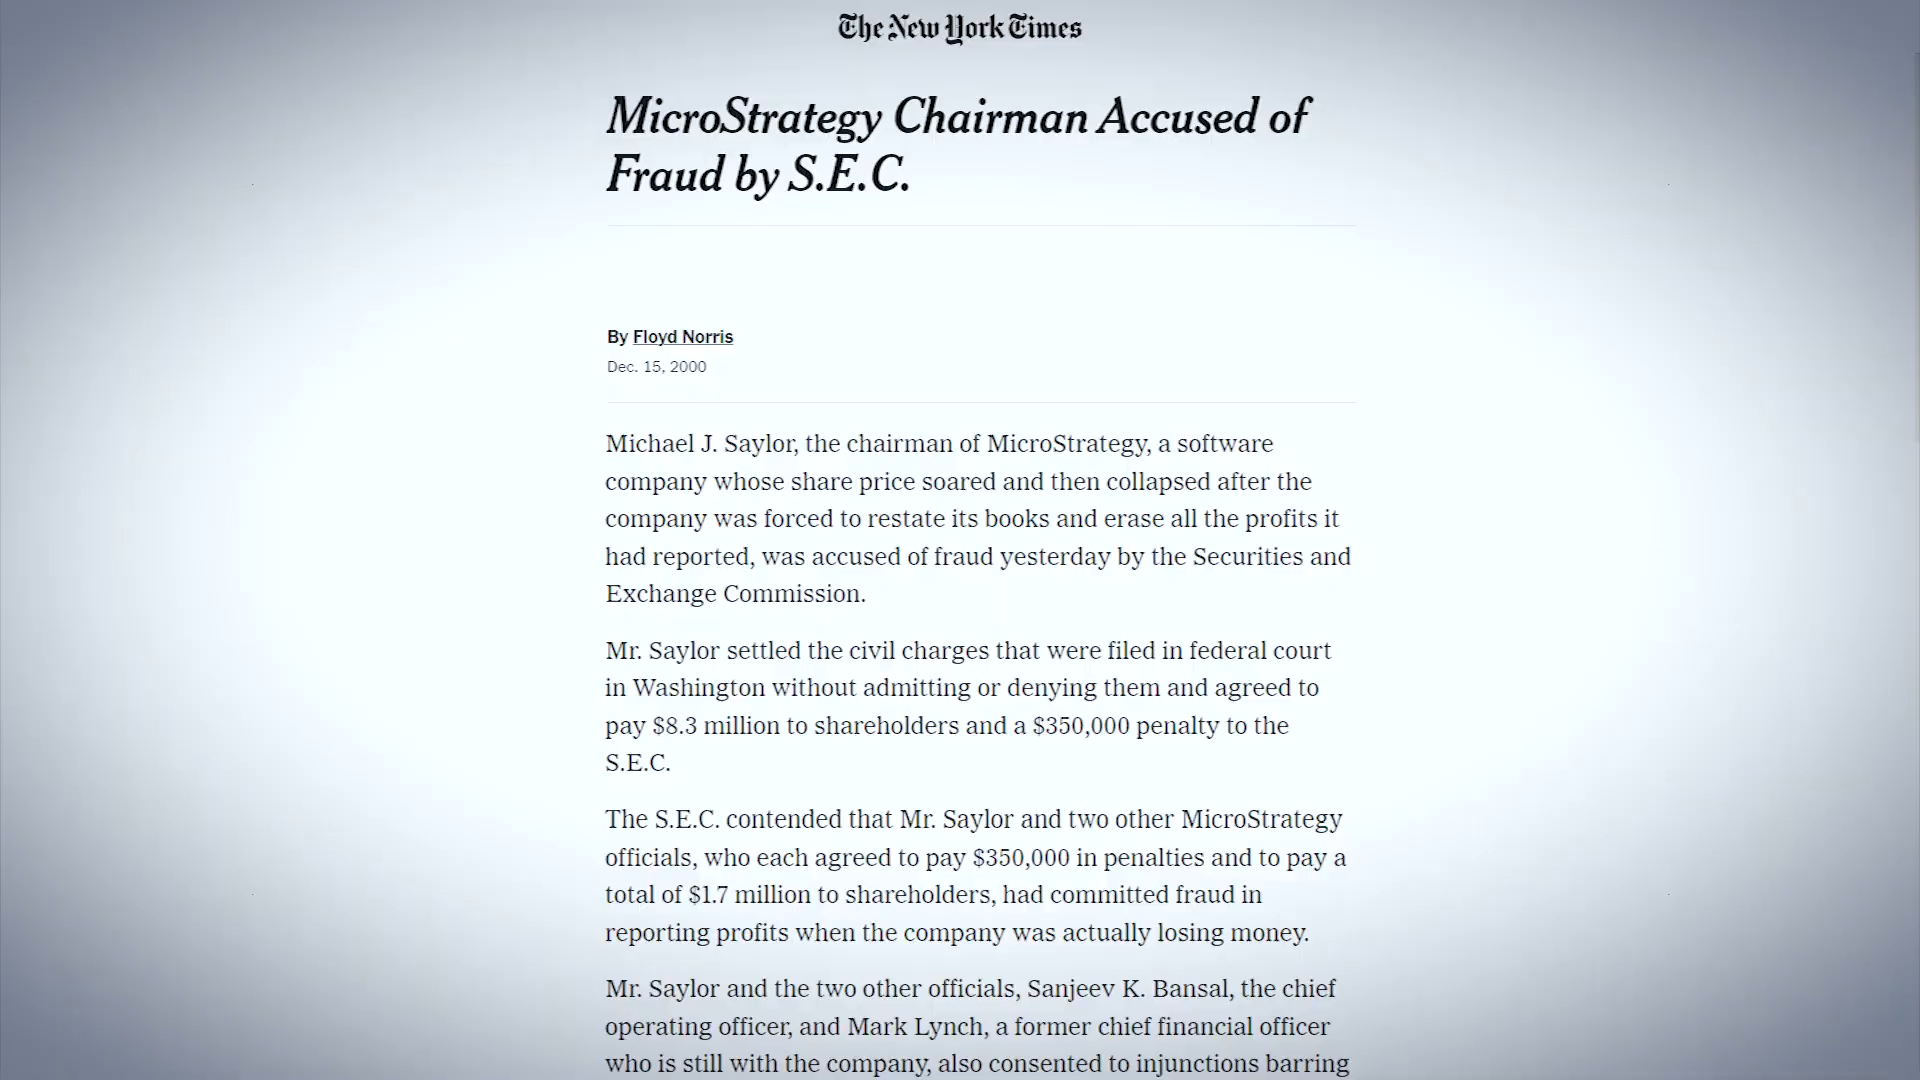 The New York Times
MicroStrategy Chairman Accused of
Fraud by S.E.C.
By Floyd Norris
Dec. 15, 2000
Michael J. Saylor, the chairman of MicroStrategy, a software
company whose share price soared and then collapsed after the
company was forced to restate its books and erase all the profits it
had reported, was accused of fraud yesterday by the Securities and
Exchange Commission.
Mr. Saylor settled the civil charges that were filed in federal court
in Washington without admitting or denying them and agreed to
pay $8.3 million to shareholders and a $350,000 penalty to the
S.E.C.
The S.E.C. contended that Mr. Saylor and two other MicroStrategy
officials, who each agreed to pay $350,000 in penalties and to pay a
total of $1.7 million to shareholders, had committed fraud in
reporting profits when the company was actually losing money.
Mr. Saylor and the two other officials, Sanjeev K. Bansal, the chief
operating officer, and Mark Lynch, a former chief financial officer
who is still with the company, also consented to injunctions barring